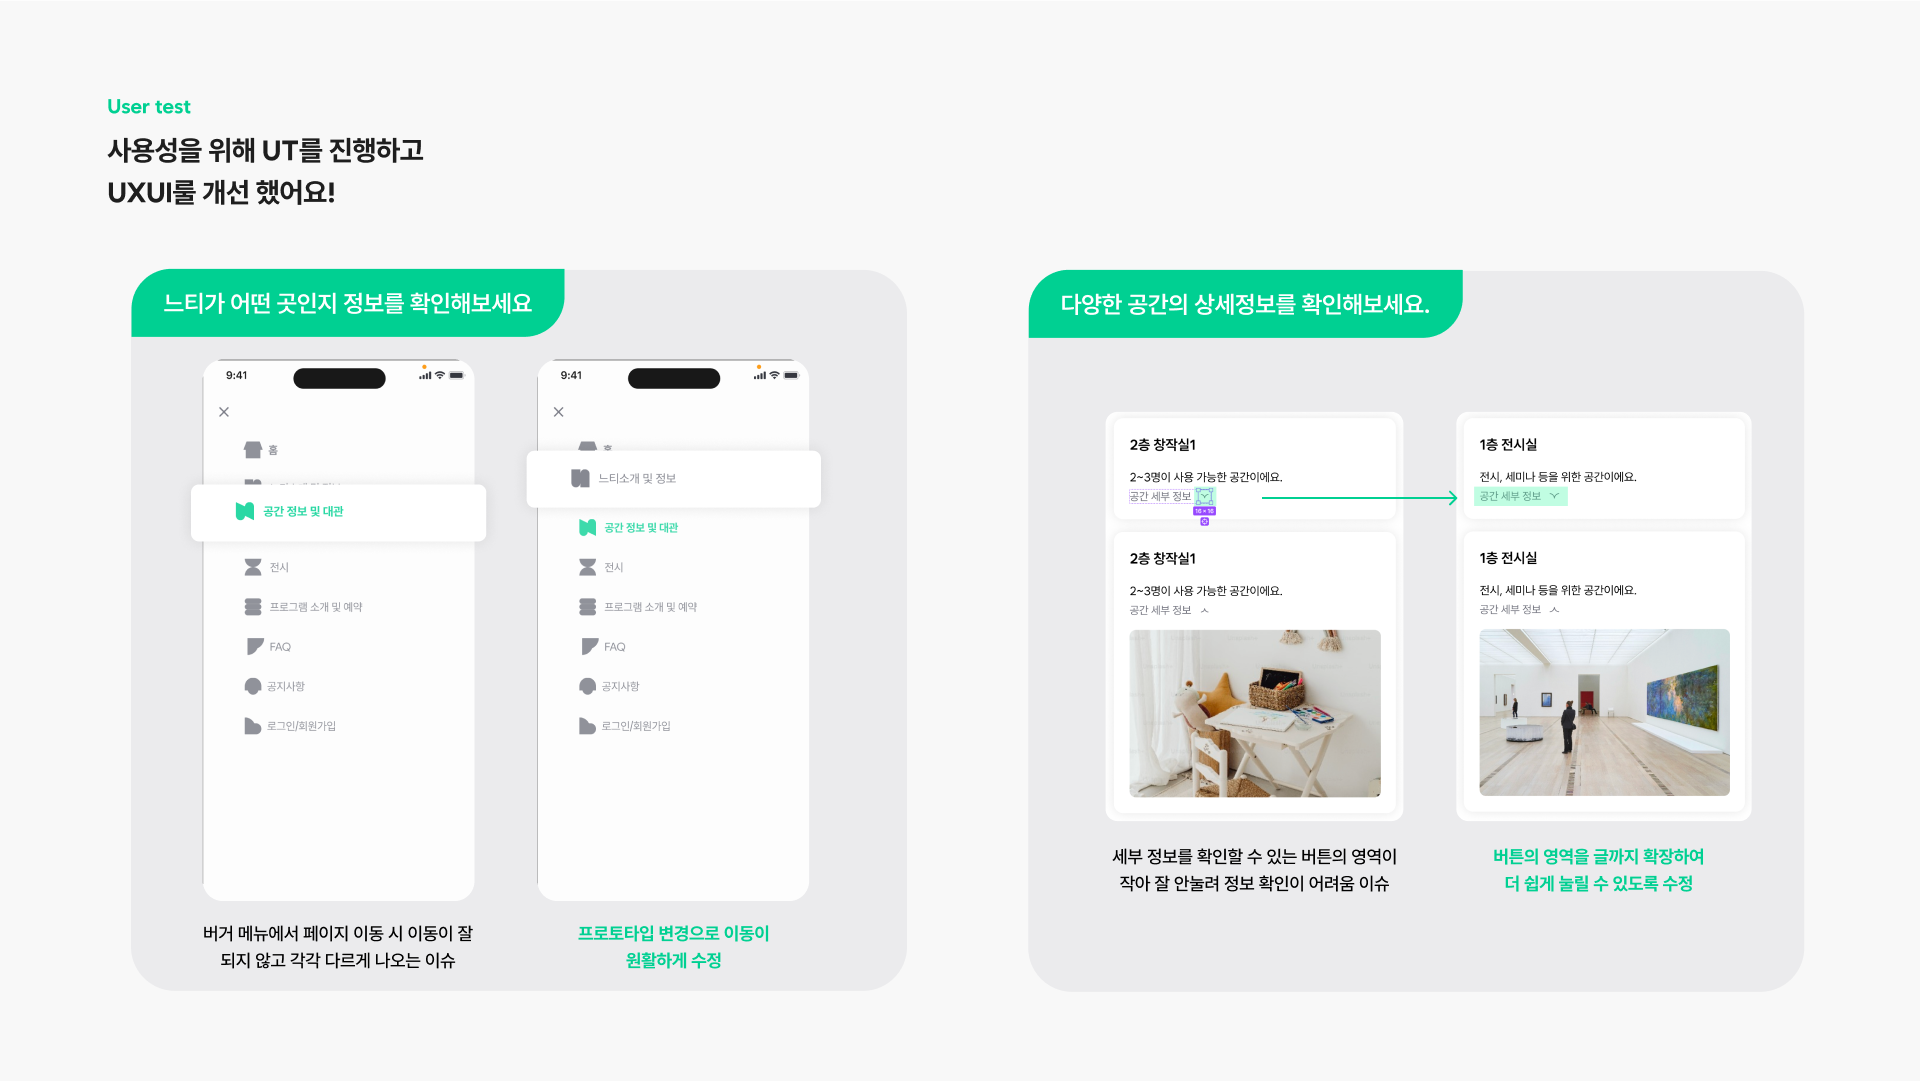 User test
사용성을 위해 UT를 진행하고
UXUI룰 개선 했어요!
느티가 어떤 곳인지 정보를 확인해보세요
9:41
홈
공간 정보 및 대관
전시
프로그램 소개 및 예약
FAQ
공지사항
로그인/회원가입
버거 메뉴에서 페이지 이동 시 이동이 잘
되지 않고 각각 다르게 나오는 이슈
9:41
느티소개 및 정보
공간 정보 및 대관
전시
프로그램 소개 및 예약
FAQ
공지사항
로그인/회원가입
프로토타입 변경으로 이동이
원활하게 수정
다양한 공간의 상세정보를 확인해보세요.
2층 창작실1
2~3명이 사용 가능한 공간이에요.
공간 세부 정보
16 × 16
2층 창작실1
2~3명이 사용 가능한 공간이에요.
공간 세부 정보
세부 정보를 확인할 수 있는 버튼의 영역이
작아 잘 안눌려 정보 확인이 어려움 이슈
1층 전시실
전시, 세미나 등을 위한 공간이에요.
공간 세부 정보
1층 전시실
전시, 세미나 등을 위한 공간이에요.
공간 세부 정보
버튼의 영역을 글까지 확장하여
더 쉽게 눌릴 수 있도록 수정